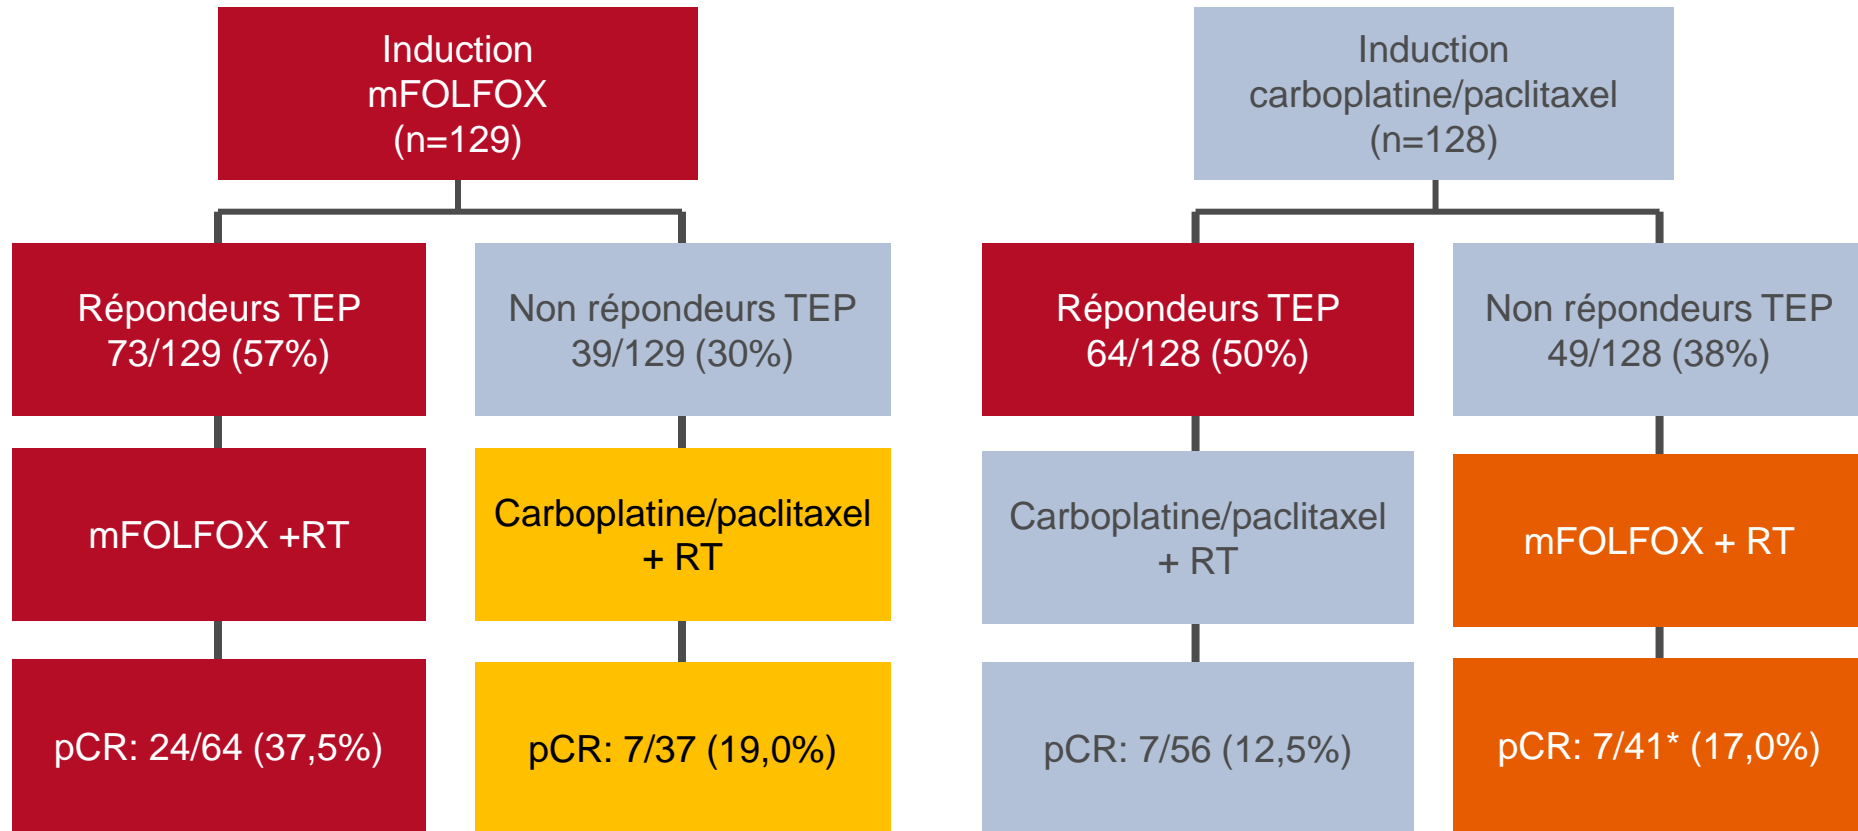 Induction
mFOLFOX
(n=129)
Induction
carboplatine/paclitaxel
(n=128)
Répondeurs TEP
73/129 (57%)
Non répondeurs TEP
39/129 (30%)
Répondeurs TEP
64/128 (50%)
Non répondeurs TEP
49/128 (38%)
mFOLFOX +RT
Carboplatine/paclitaxel
+ RT
Carboplatine/paclitaxel
+ RT
mFOLFOX + RT
pCR: 24/64 (37,5%)
pCR: 7/37 (19,0%)
pCR: 7/56 (12,5%)
pCR: 7/41* (17,0%)